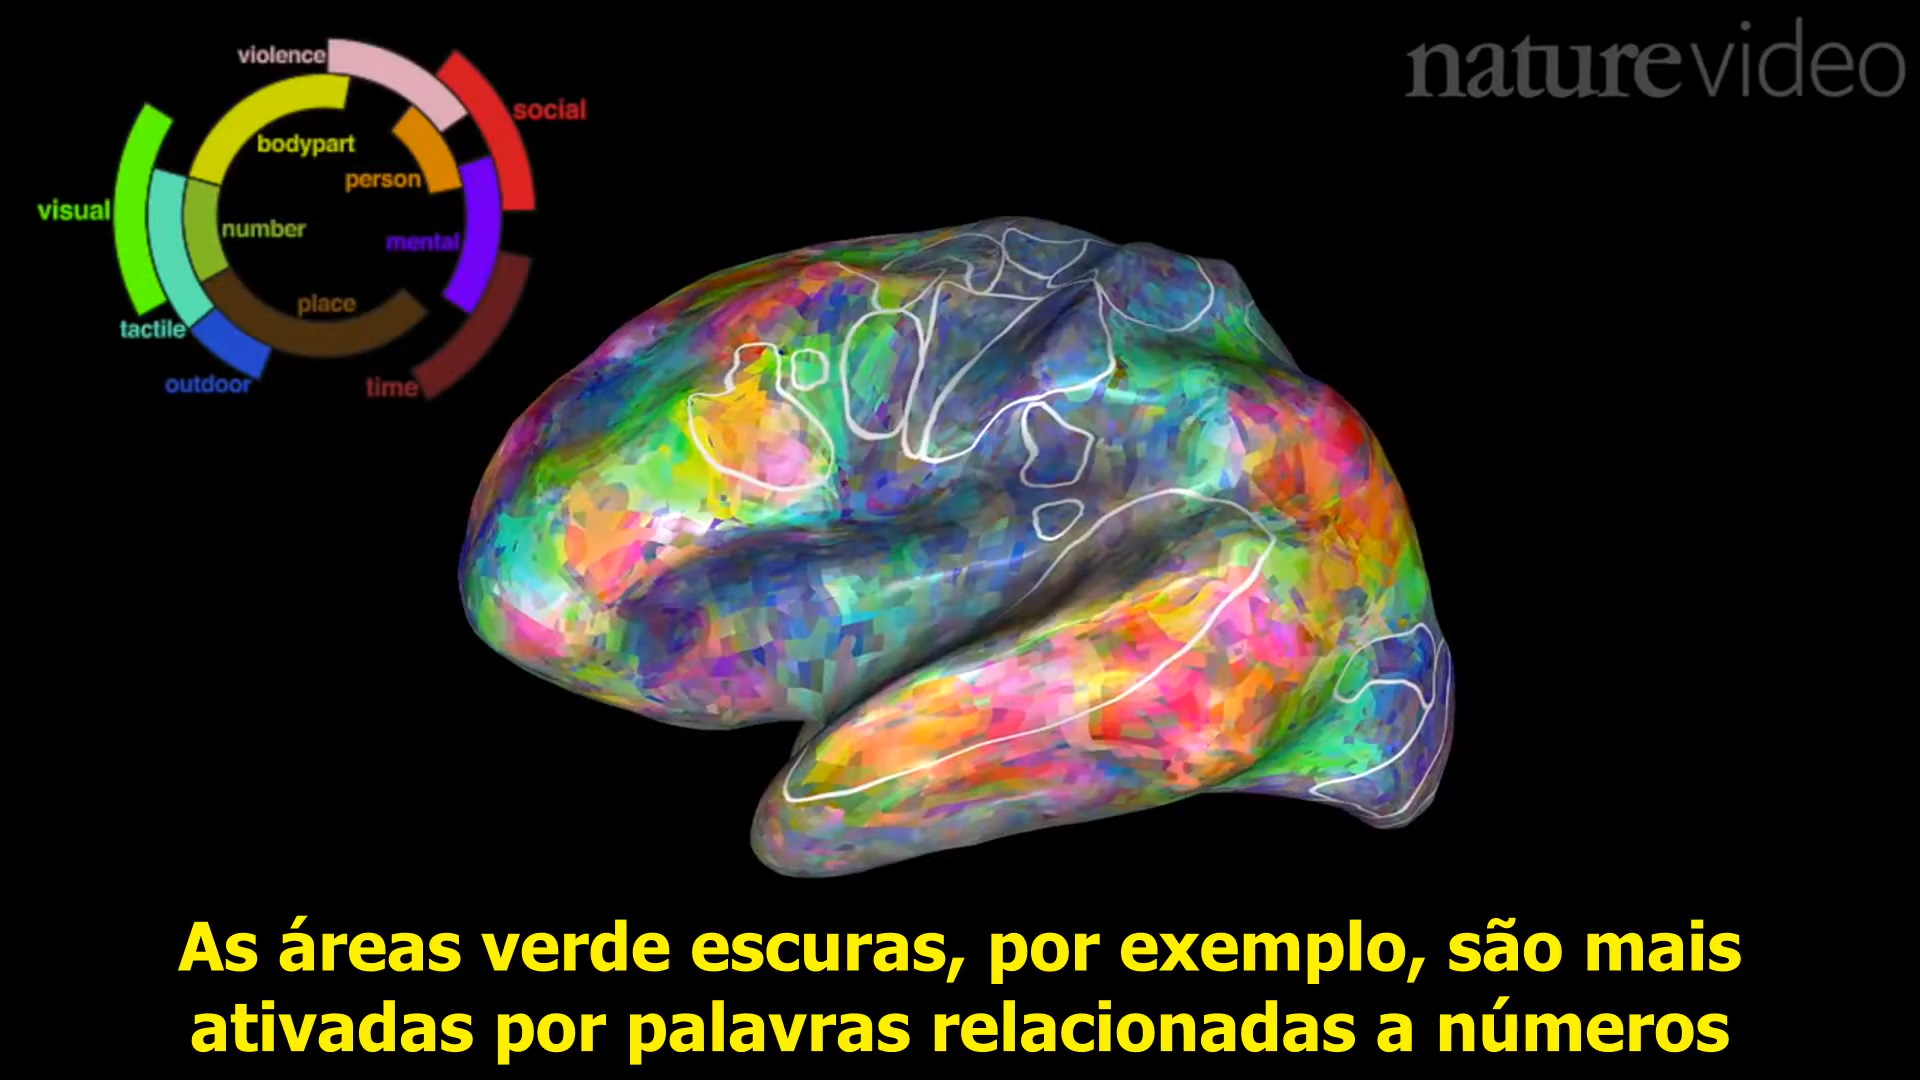 naturevideo
violence
social
bodypart
person
visual
number
mental
place
tactile
outdoor
time
As áreas verde escuras, por exemplo, são mais
ativadas por palavras relacionadas a números